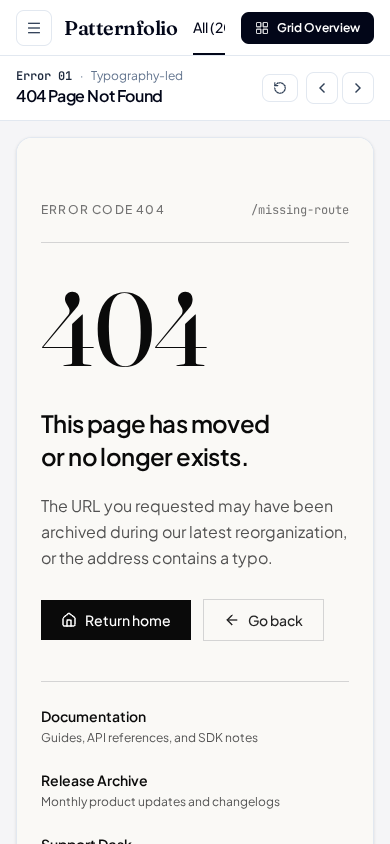 Patternfolio
All (2
Grid Overview
Error 01 · Typography-led
404 Page Not Found
ERROR CODE 404
/missing-route
404
This page has moved
or no longer exists.
The URL you requested may have been
archived during our latest reorganization,
or the address contains a typo.
Return home
Go back
Documentation
Guides, API references, and SDK notes
Release Archive
Monthly product updates and changelogs
Support Desk